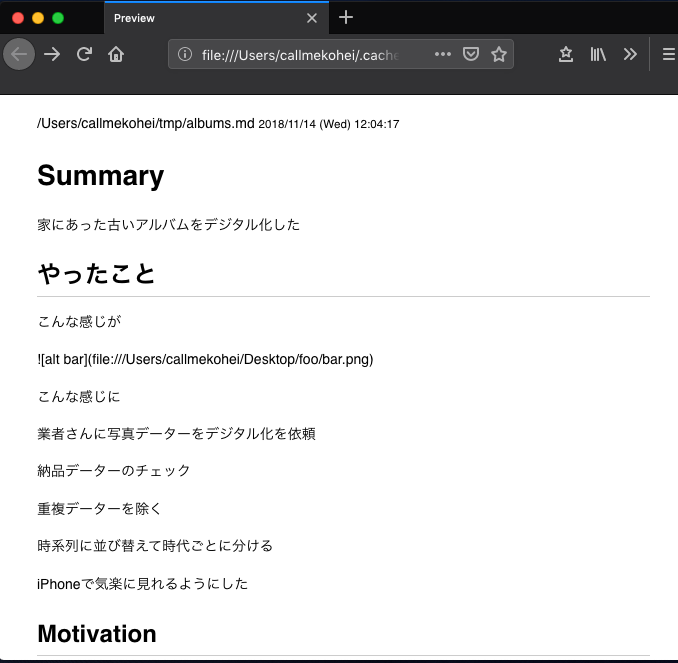 Preview
file:///Users/callmekohei/.cache
/Users/callmekohei/tmp/albums.md 2018/11/14 (Wed) 12:04:17
Summary
家にあった古いアルバムをデジタル化した
やったこと
こんな感じが
![alt bar](file:///Users/callmekohei/Desktop/foo/bar.png)
こんな感じに
業者さんに写真データーをデジタル化を依頼
納品データーのチェック
重複データーを除く
時系列に並び替えて時代ごとに分ける
iPhoneで気楽に見れるようにした
Motivation